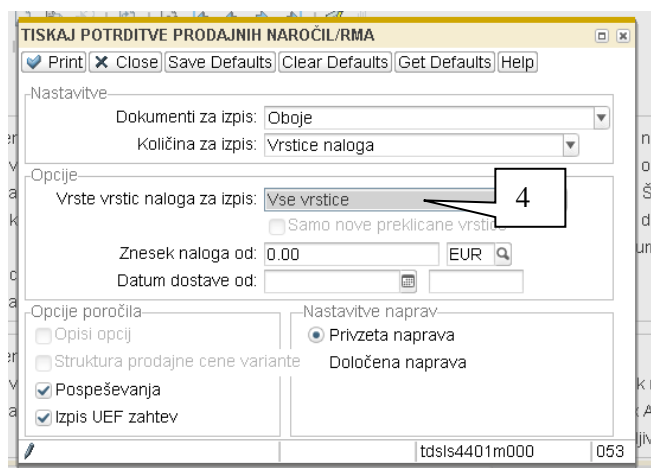 TISKAJ POTRDITVE PRODAJNIH NAROČIL/RMA
Print Close Save Defaults Clear Defaults Get Defaults Help
Nastavitve
Dokumenti za izpis: Oboje
Količina za izpis: Vrstice naloga
Opcije
Vrste vrstic naloga za izpis: Vse vrstice
4
Samo nove preklicane vrstice
Znesek naloga od: 0.00 EUR
Datum dostave od:
Opcije poročila
Opisi opcij
Struktura prodajne cene variante
Pospeševanja
Izpis UEF zahtev
Nastavitve naprav
Privzeta naprava
Določena naprava
tdsls4401m000 053